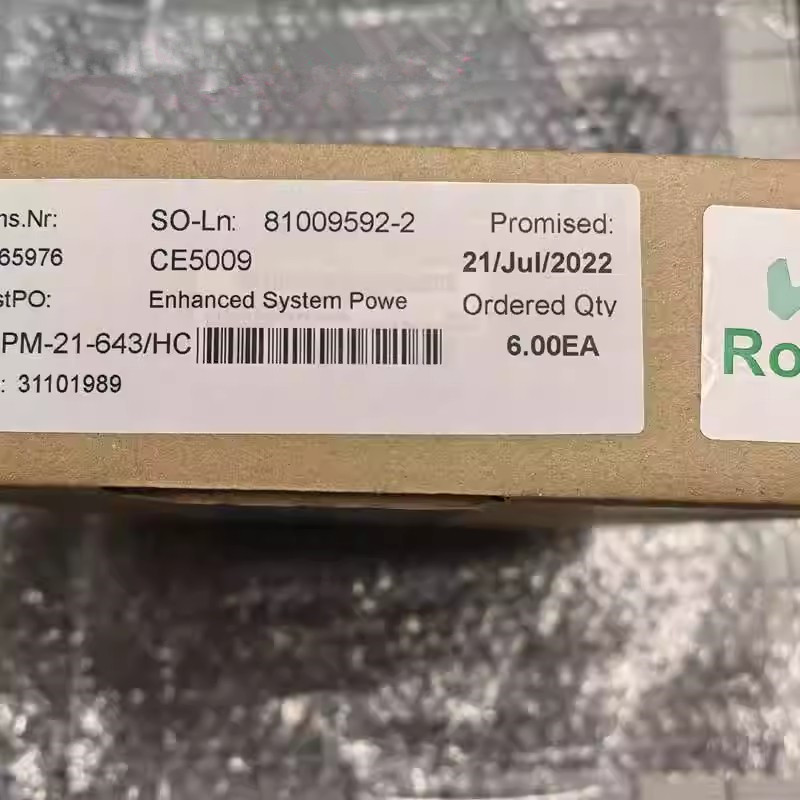 ns.Nr: SO-Ln: 81009592-2 Promised:
65976 CE5009 21/Jul/2022
stPO: Enhanced System Powe Ordered Qty
PM-21-643/HC 6.00EA
: 31101989
Ro